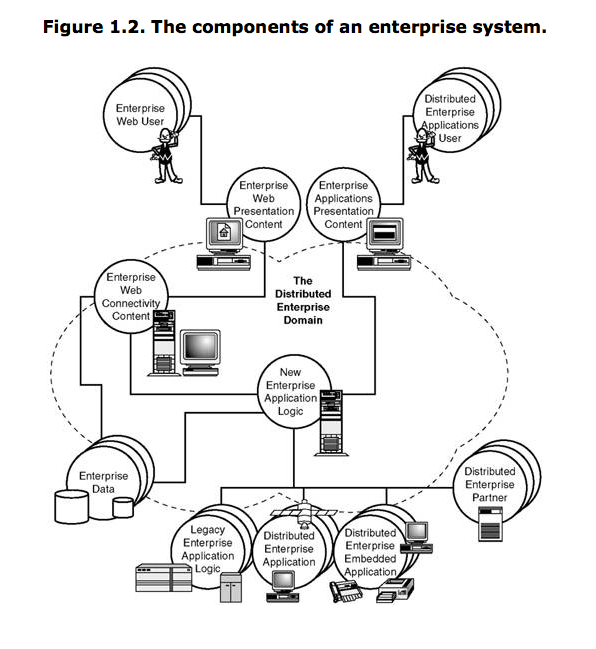 Figure 1.2. The components of an enterprise system.
Enterprise
Web User
Distributed
Enterprise
Applications
User
Enterprise
Web
Presentation
Content
Enterprise
Applications
Presentation
Content
Enterprise
Web
Connectivity
Content
The
Distributed
Enterprise
Domain
New
Enterprise
Application
Logic
Enterprise
Data
Distributed
Enterprise
Partner
Legacy
Enterprise
Application
Logic
Distributed
Enterprise
Application
Distributed
Enterprise
Embedded
Application